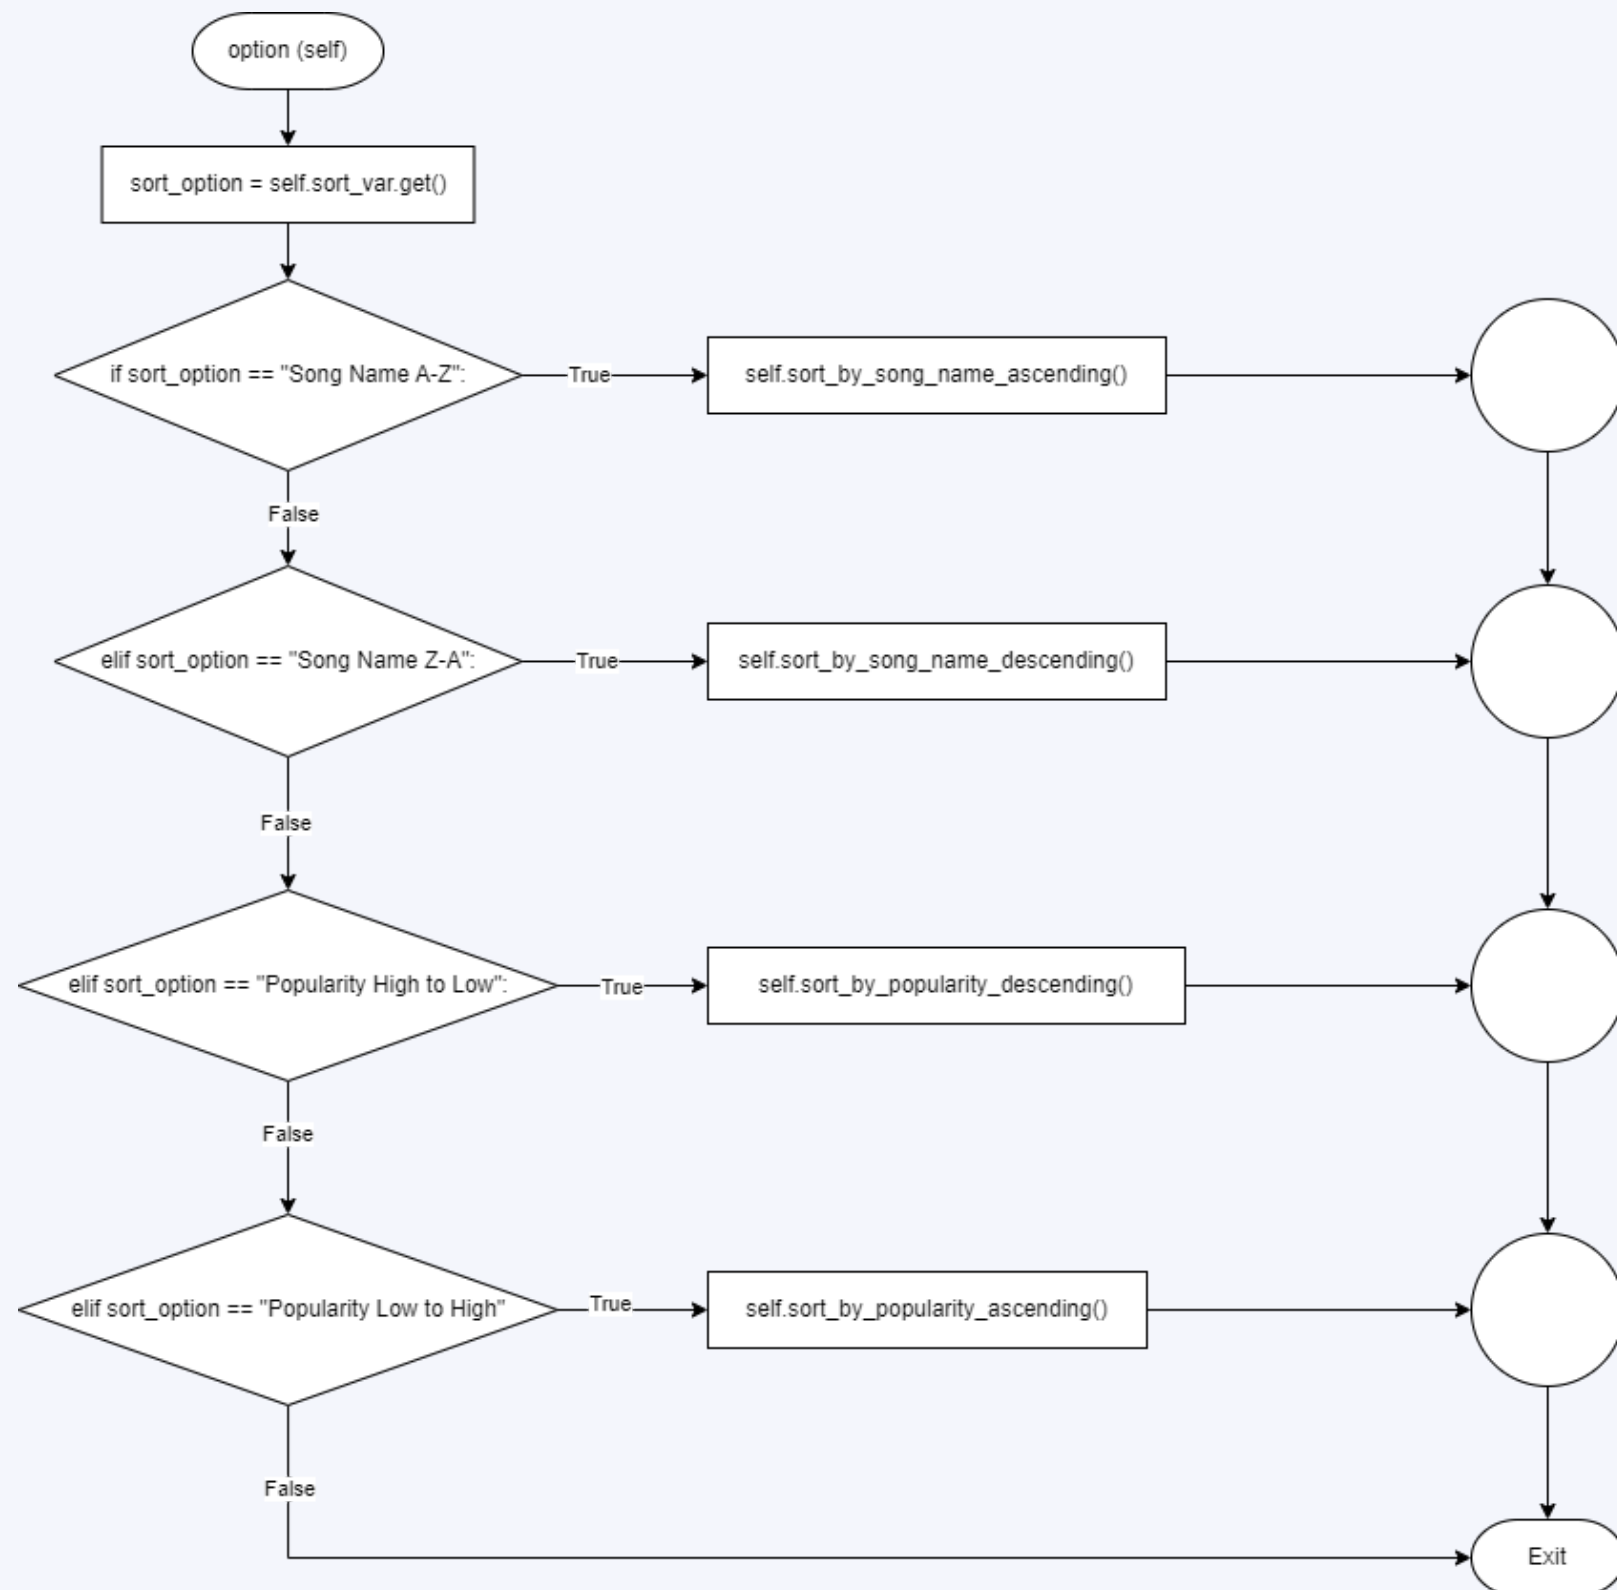 option (self)
sort_option = self.sort_var.get()
if sort_option == "Song Name A-Z":
True
self.sort_by_song_name_ascending()
False
elif sort_option == "Song Name Z-A":
True
self.sort_by_song_name_descending()
False
elif sort_option == "Popularity High to Low":
True
self.sort_by_popularity_descending()
False
elif sort_option == "Popularity Low to High"
True
self.sort_by_popularity_ascending()
False
Exit